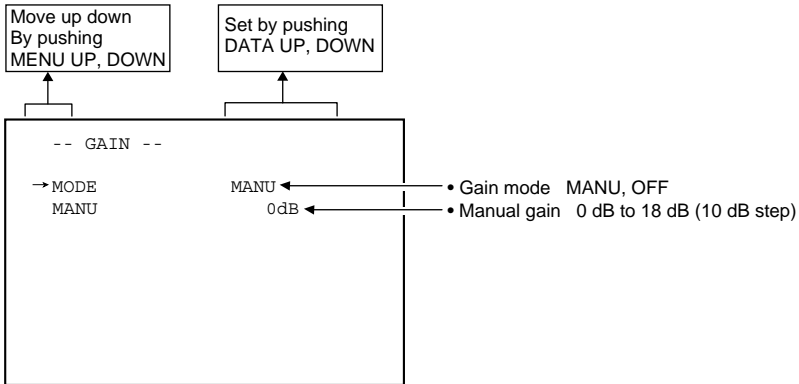 Move up down
By pushing
MENU UP, DOWN
Set by pushing
DATA UP, DOWN
-- GAIN --
→MODE MANU
MANU 0dB
• Gain mode MANU, OFF
• Manual gain 0 dB to 18 dB (10 dB step)